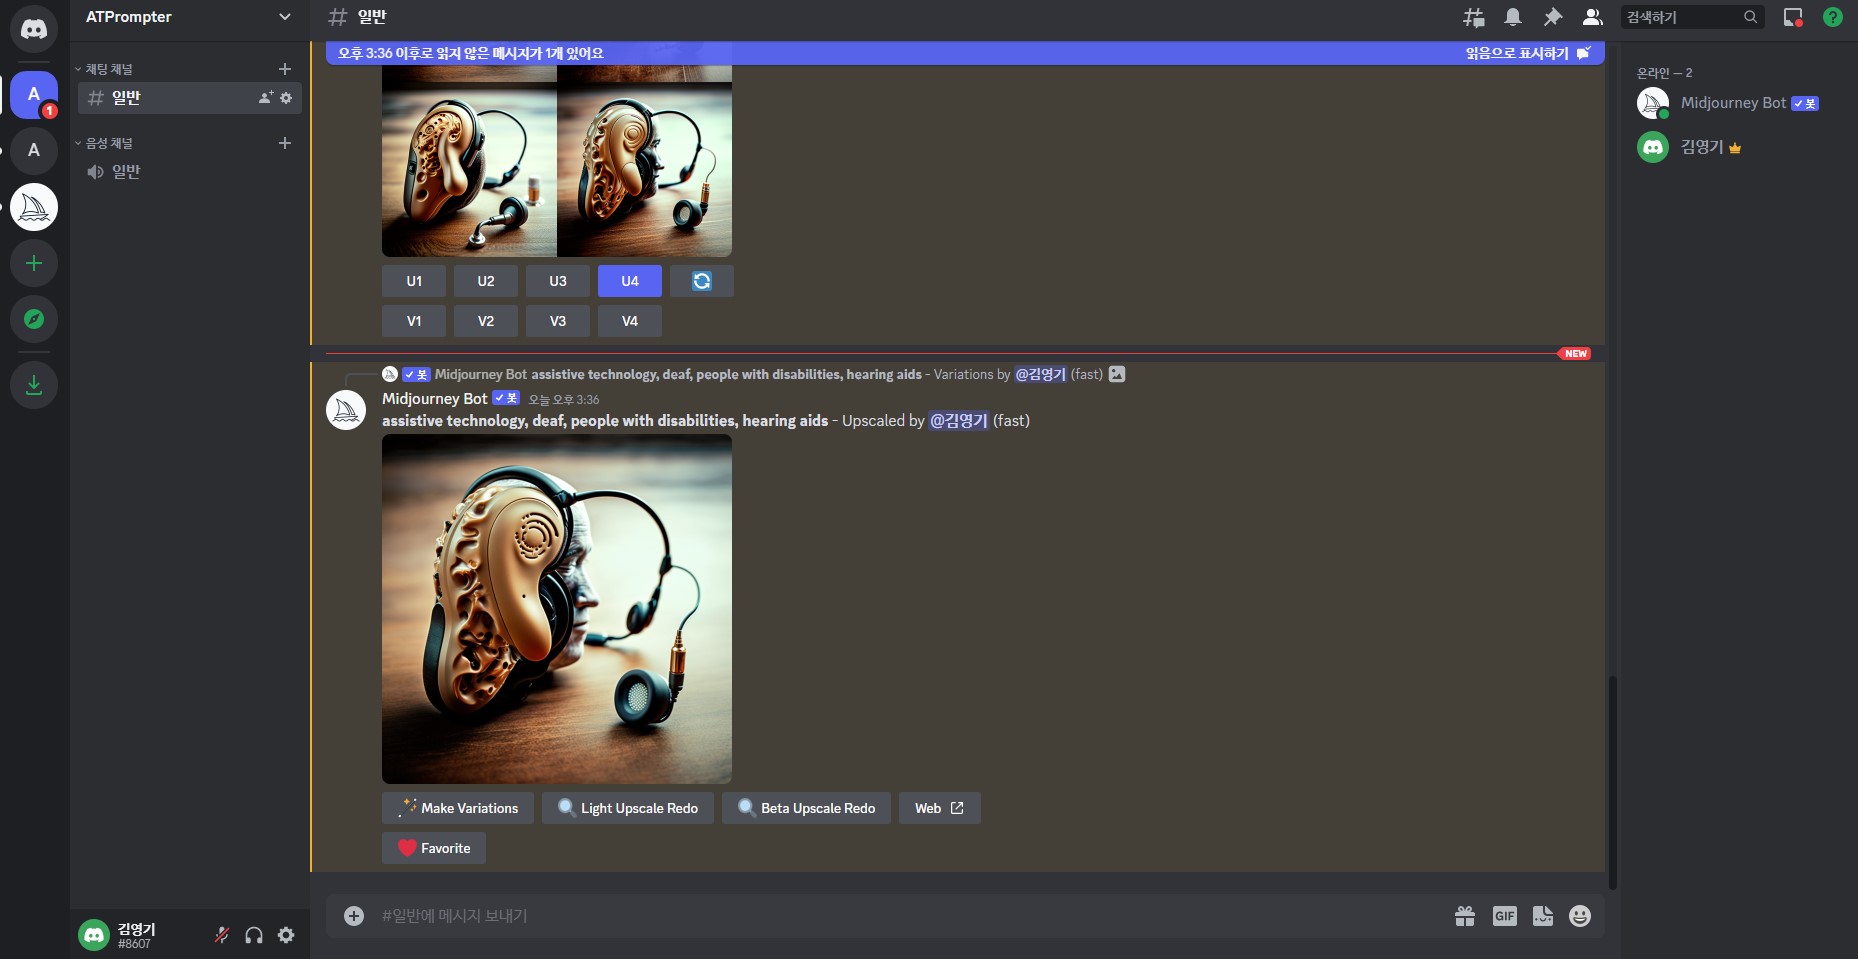 ATPrompter
일반
검색하기
오후 3:36 이후로 읽지 않은 메시지가 1개 있어요
읽음으로 표시하기
채팅 채널
일반
음성 채널
일반
A
1
A
온라인 — 2
Midjourney Bot ✓ 봇
김영기
U1 U2 U3 U4
V1 V2 V3 V4
NEW
✓ 봇 Midjourney Bot assistive technology, deaf, people with disabilities, hearing aids - Variations by @김영기 (fast)
Midjourney Bot ✓ 봇 오늘 오후 3:36
assistive technology, deaf, people with disabilities, hearing aids - Upscaled by @김영기 (fast)
Make Variations Light Upscale Redo Beta Upscale Redo Web
Favorite
#일반에 메시지 보내기
GIF
김영기
#8607